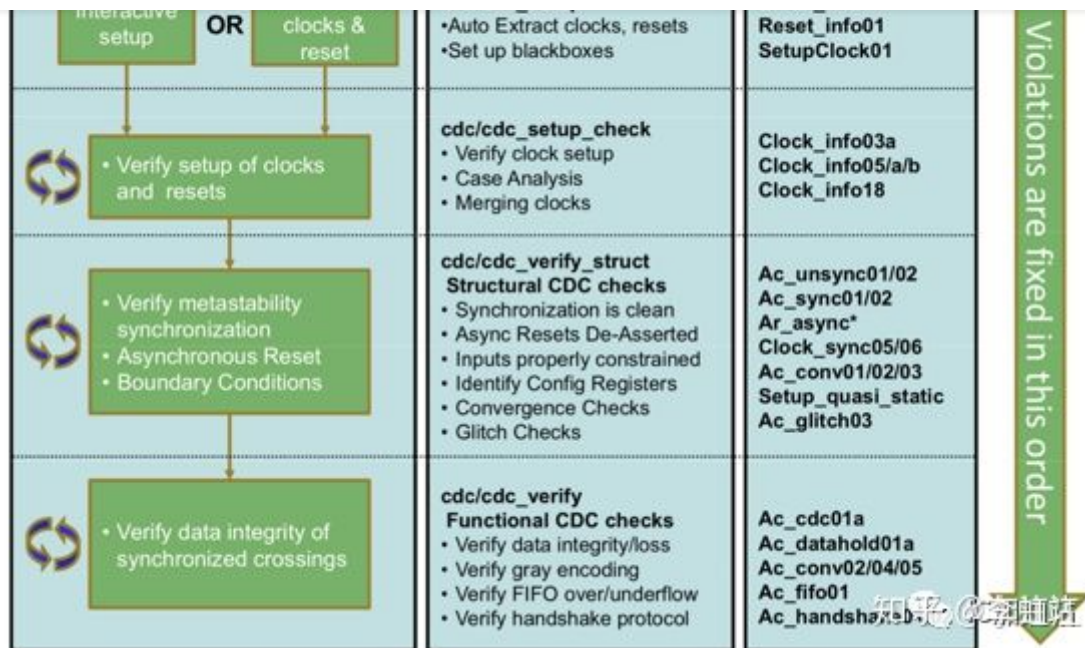 setup
OR
clocks &
reset
•Auto Extract clocks, resets
•Set up blackboxes
Reset_info01
SetupClock01
• Verify setup of clocks
and resets
cdc/cdc_setup_check
• Verify clock setup
• Case Analysis
• Merging clocks
Clock_info03a
Clock_info05/a/b
Clock_info18
• Verify metastability
synchronization
• Asynchronous Reset
• Boundary Conditions
cdc/cdc_verify_struct
Structural CDC checks
• Synchronization is clean
• Async Resets De-Asserted
• Inputs properly constrained
• Identify Config Registers
• Convergence Checks
• Glitch Checks
Ac_unsync01/02
Ac_sync01/02
Ar_async*
Clock_sync05/06
Ac_conv01/02/03
Setup_quasi_static
Ac_glitch03
• Verify data integrity of
synchronized crossings
cdc/cdc_verify
Functional CDC checks
• Verify data integrity/loss
• Verify gray encoding
• Verify FIFO over/underflow
• Verify handshake protocol
Ac_cdc01a
Ac_datahold01a
Ac_conv02/04/05
Ac_fifo01
Violations are fixed in this order